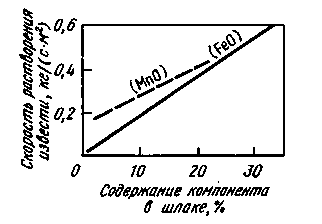 Скорость растворения
извести, кг/(с·м²)
0,6
0,4
0,2
(MnO)
(FeO)
0
10
20
30
Содержание компонента
в шлаке, %